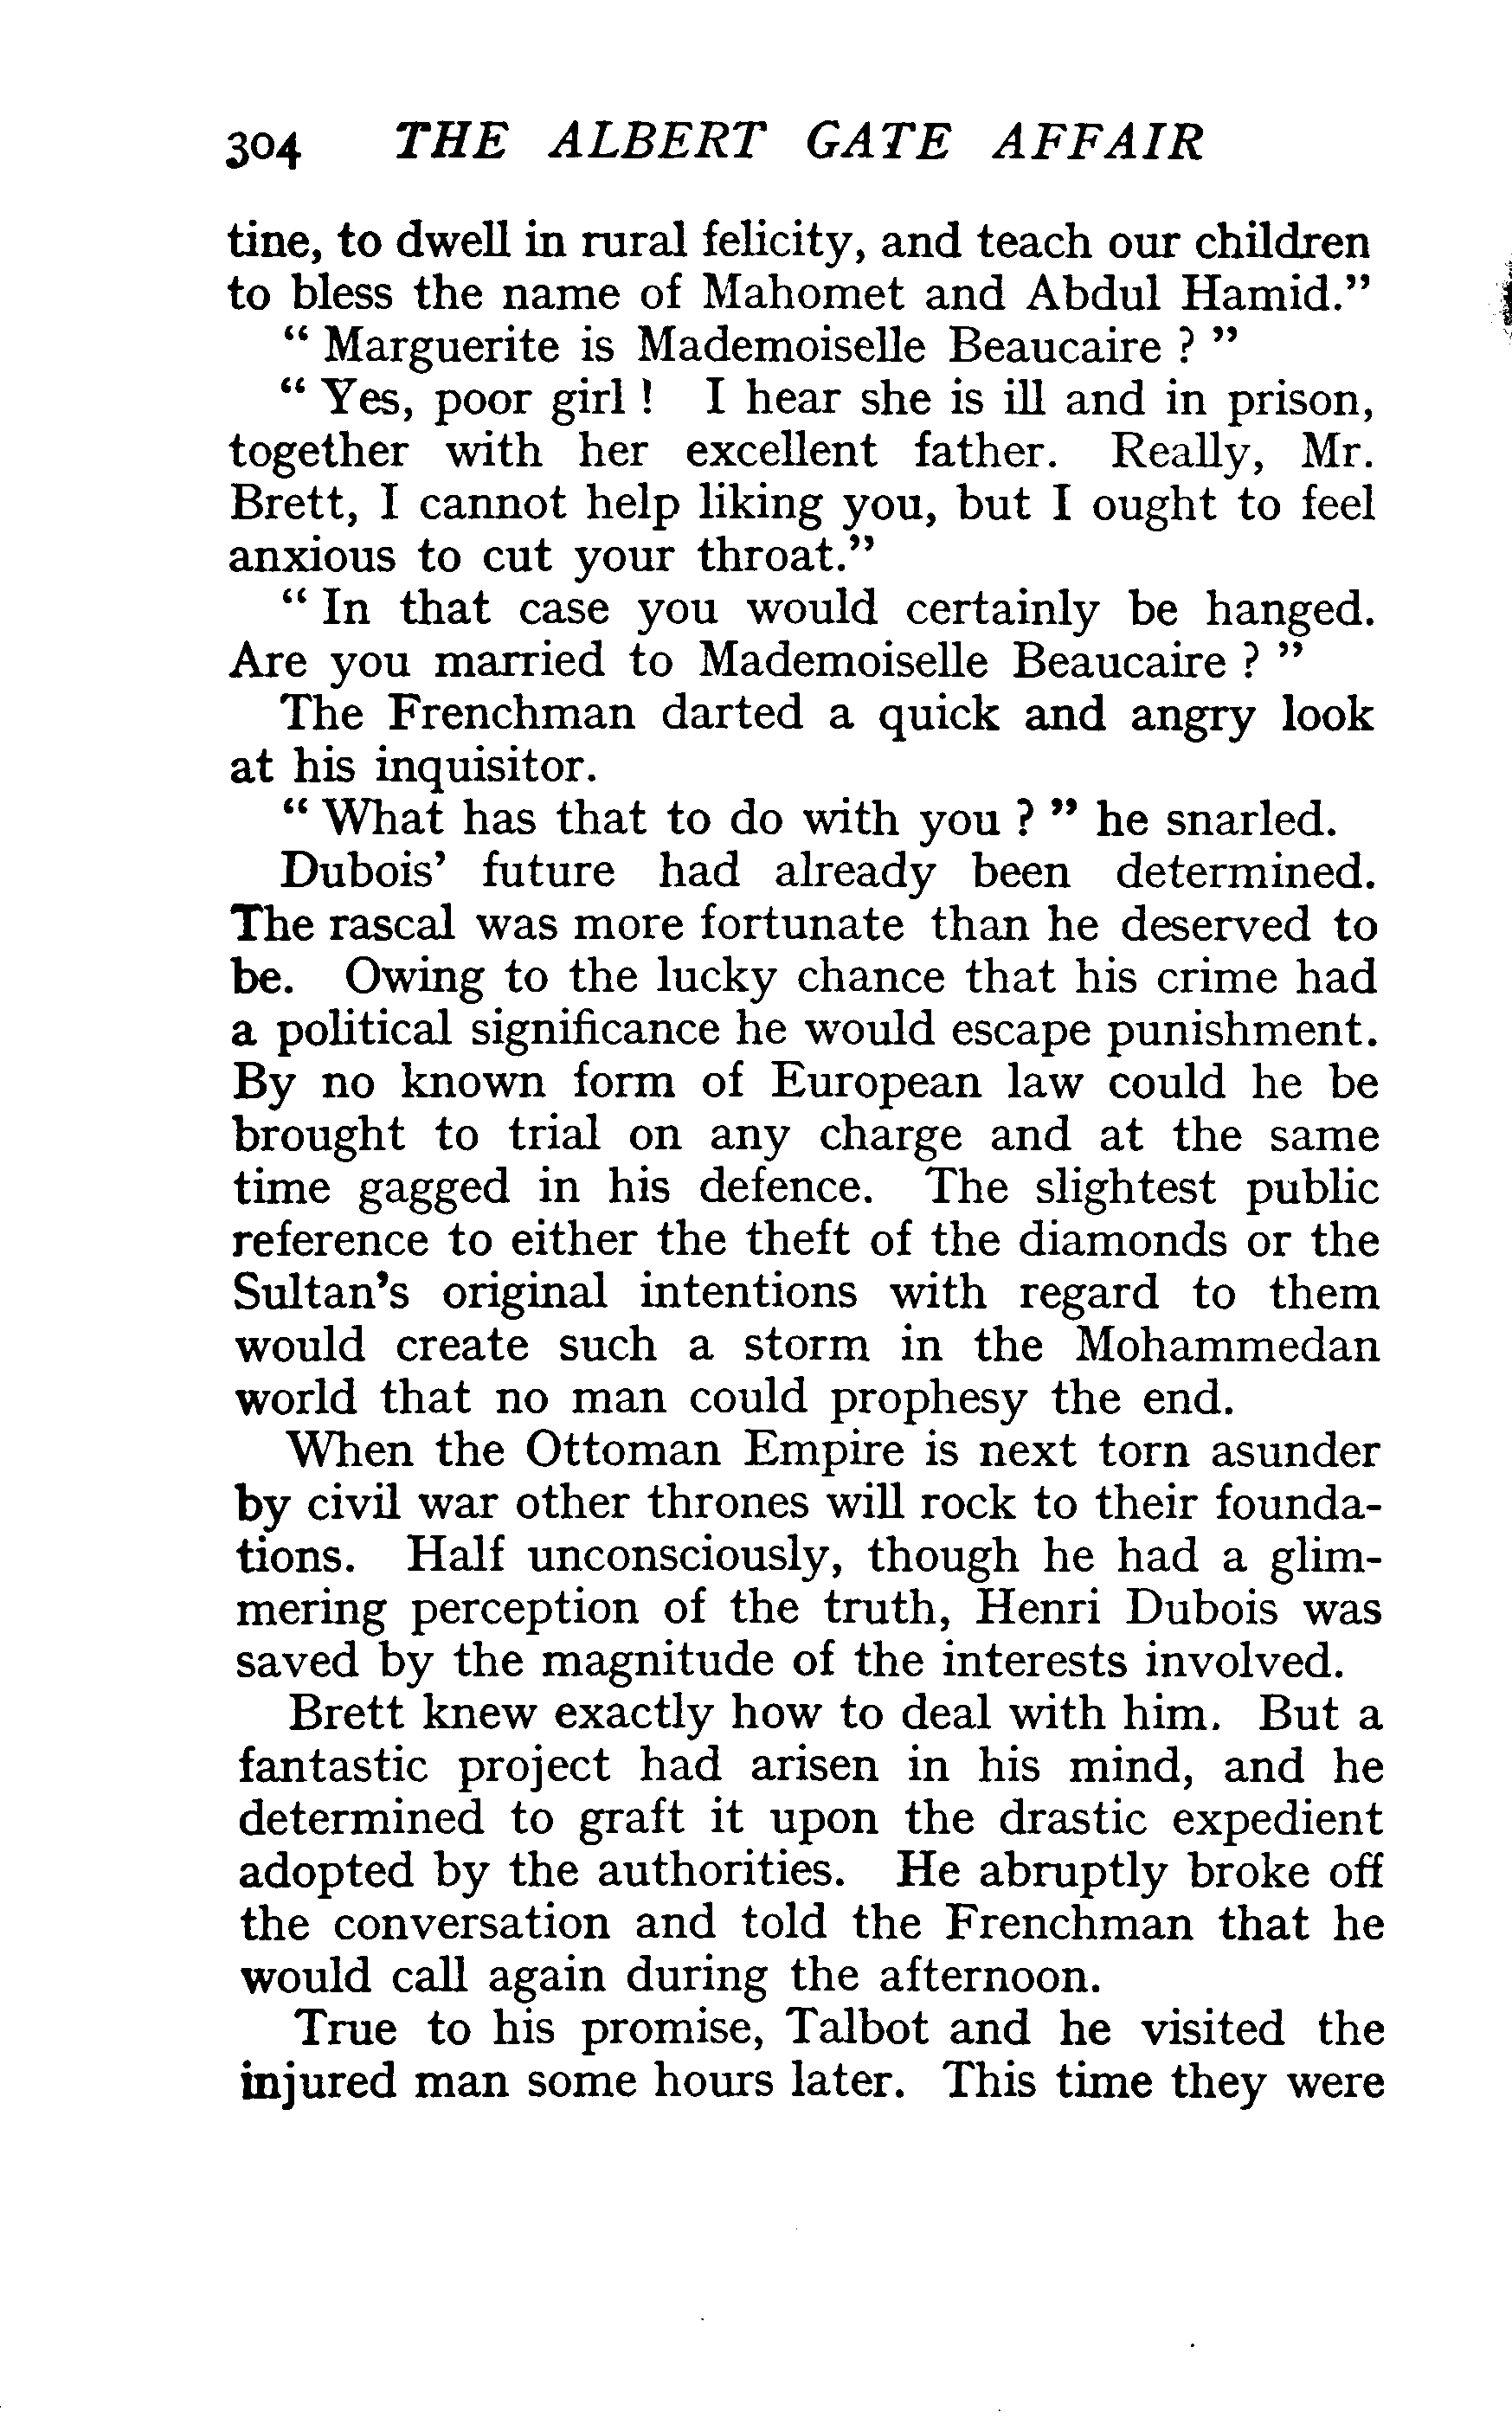 304 THE ALBERT GATE AFFAIR
tine, to dwell in rural felicity, and teach our children
to bless the name of Mahomet and Abdul Hamid."
" Marguerite is Mademoiselle Beaucaire ? "
" Yes, poor girl ! I hear she is ill and in prison,
together with her excellent father. Really, Mr.
Brett, I cannot help liking you, but I ought to feel
anxious to cut your throat."
" In that case you would certainly be hanged.
Are you married to Mademoiselle Beaucaire ? "
The Frenchman darted a quick and angry look
at his inquisitor.
" What has that to do with you ? " he snarled.
Dubois' future had already been determined.
The rascal was more fortunate than he deserved to
be. Owing to the lucky chance that his crime had
a political significance he would escape punishment.
By no known form of European law could he be
brought to trial on any charge and at the same
time gagged in his defence. The slightest public
reference to either the theft of the diamonds or the
Sultan's original intentions with regard to them
would create such a storm in the Mohammedan
world that no man could prophesy the end.
When the Ottoman Empire is next torn asunder
by civil war other thrones will rock to their founda-
tions. Half unconsciously, though he had a glim-
mering perception of the truth, Henri Dubois was
saved by the magnitude of the interests involved.
Brett knew exactly how to deal with him. But a
fantastic project had arisen in his mind, and he
determined to graft it upon the drastic expedient
adopted by the authorities. He abruptly broke off
the conversation and told the Frenchman that he
would call again during the afternoon.
True to his promise, Talbot and he visited the
injured man some hours later. This time they were